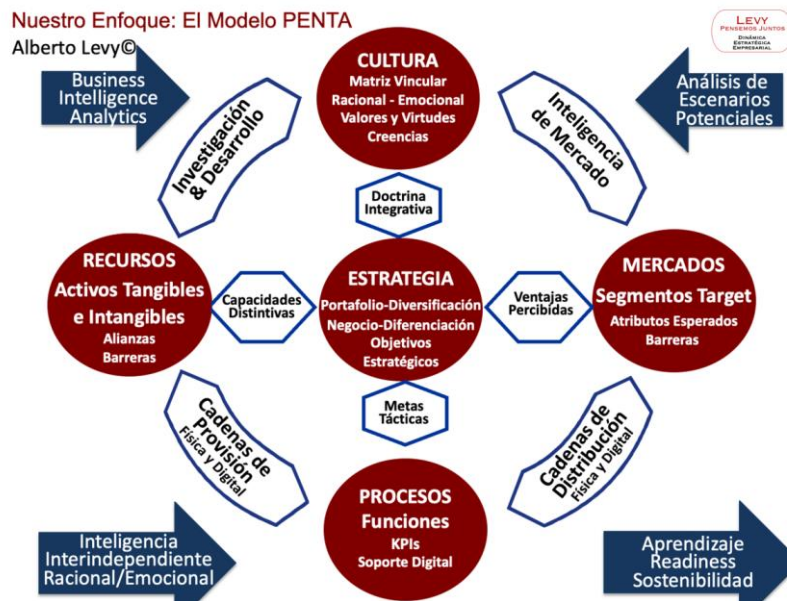 Nuestro Enfoque: El Modelo PENTA
Alberto Levy©
LEVY
PENSEMOS JUNTOS
DINÁMICA
ESTRATÉGICA
EMPRESARIAL
Business
Intelligence
Analytics
Investigación
& Desarrollo
CULTURA
Matriz Vincular
Racional - Emocional
Valores y Virtudes
Creencias
Inteligencia
de Mercado
Análisis de
Escenarios
Potenciales
Doctrina
Integrativa
RECURSOS
Activos Tangibles
e Intangibles
Alianzas
Barreras
Capacidades
Distintivas
ESTRATEGIA
Portafolio-Diversificación
Negocio-Diferenciación
Objetivos
Estratégicos
Ventajas
Percibidas
MERCADOS
Segmentos Target
Atributos Esperados
Barreras
Metas
Tácticas
Cadenas de
Provisión
Física y Digital
PROCESOS
Funciones
KPIs
Soporte Digital
Cadenas de
Distribución
Física y Digital
Inteligencia
Interindependiente
Racional/Emocional
Aprendizaje
Readiness
Sostenibilidad